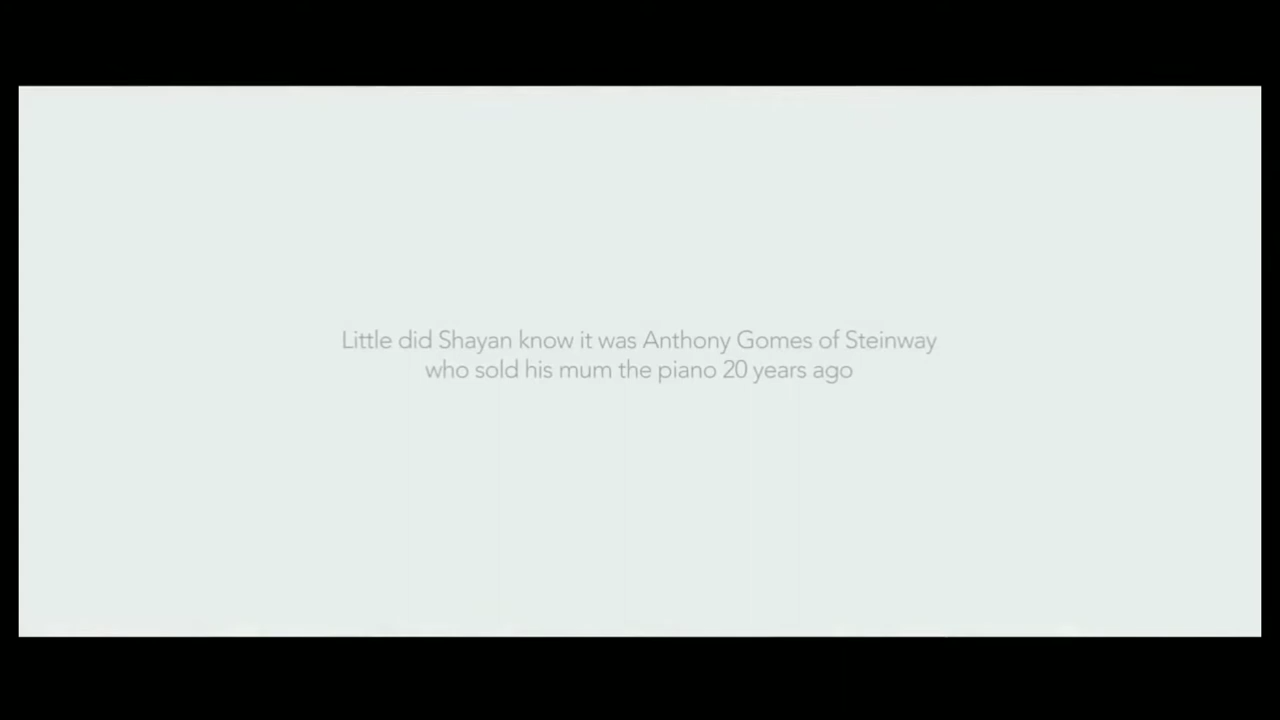 Little did Shayan know it was Anthony Gomes of Steinway
who sold his mum the piano 20 years ago